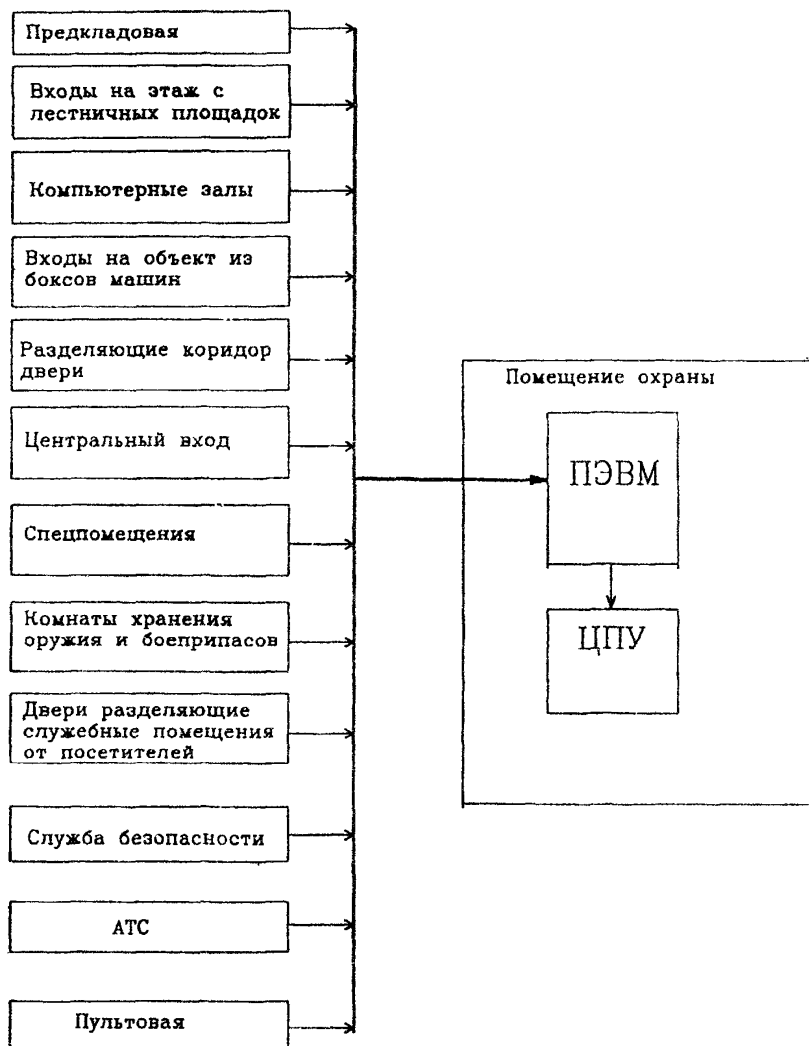 Предкладовая
Входы на этаж с
лестничных площадок
Компьютерные залы
Входы на объект из
боксов машин
Разделяющие коридор
двери
Центральный вход
Спецпомещения
Комнаты хранения
оружия и боеприпасов
Двери разделяющие
служебные помещения
от посетителей
Служба безопасности
АТС
Пультовая
Помещение охраны
ПЭВМ
ЦПУ